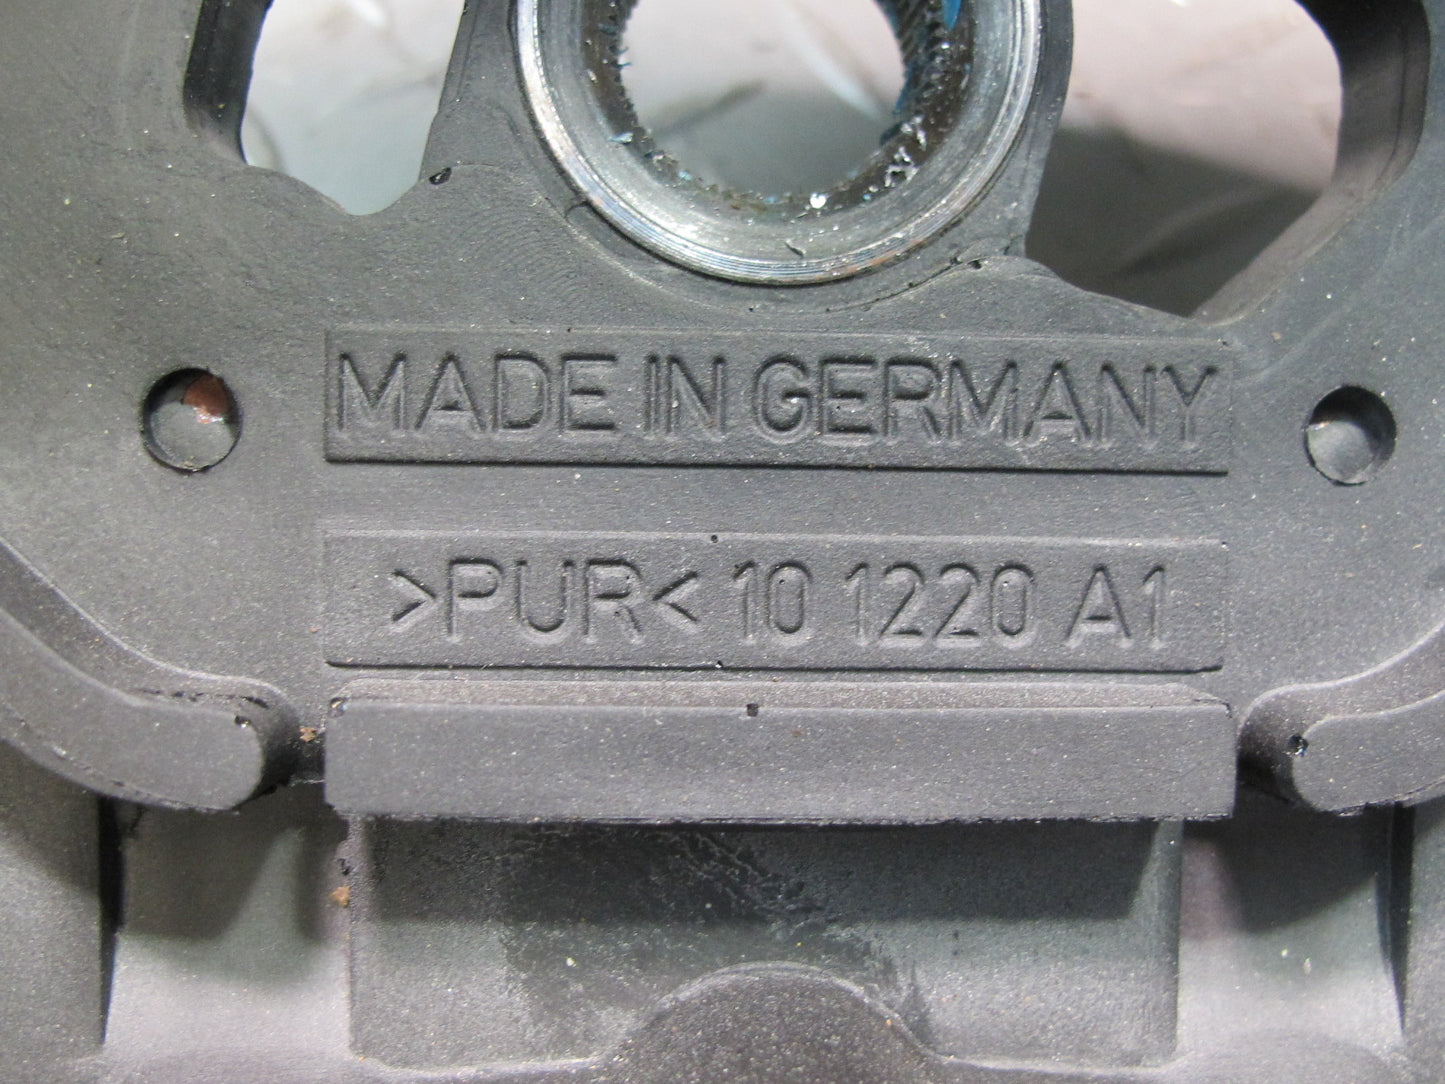 MADE IN GERMANY
>PUR< 10 1220 A1